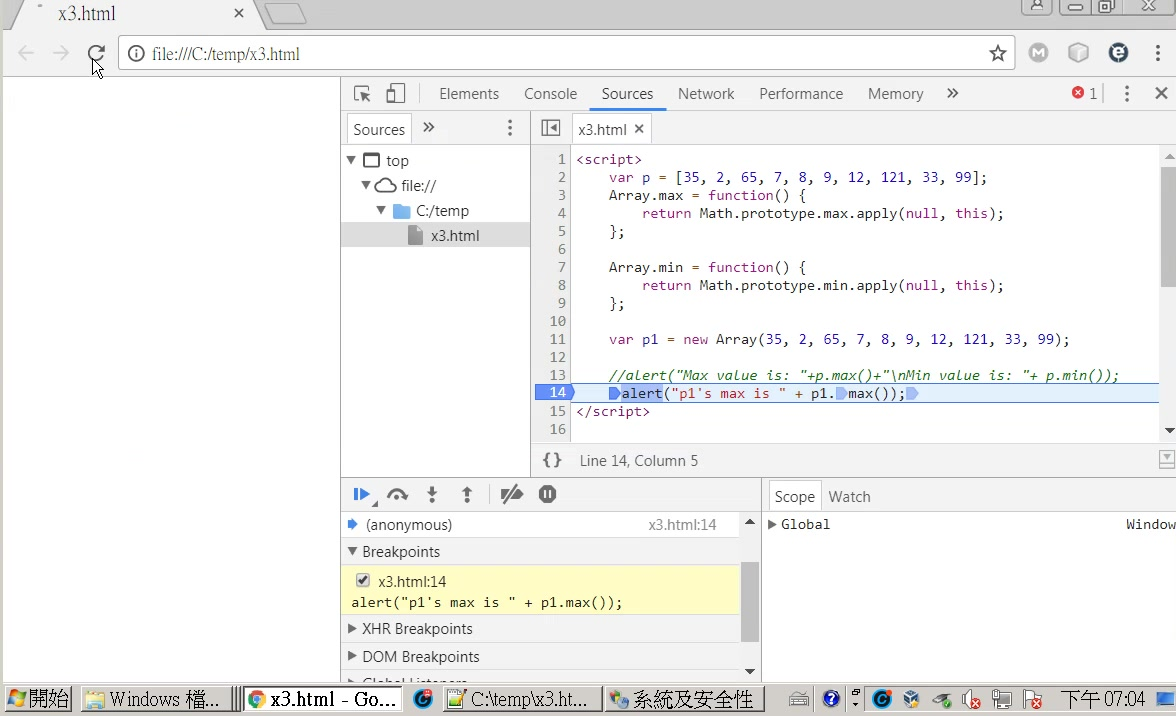 x3.html
file:///C:/temp/x3.html
Elements Console Sources Network Performance Memory 1
Sources
x3.html
top
file://
C:/temp
x3.html
1 <script>
2 var p = [35, 2, 65, 7, 8, 9, 12, 121, 33, 99];
3 Array.max = function() {
4 return Math.prototype.max.apply(null, this);
5 };
6
7 Array.min = function() {
8 return Math.prototype.min.apply(null, this);
9 };
10
11 var p1 = new Array(35, 2, 65, 7, 8, 9, 12, 121, 33, 99);
12
13 //alert("Max value is: "+p.max()+"\nMin value is: "+ p.min());
14 alert("p1's max is " + p1.max());
15 </script>
16
{} Line 14, Column 5
(anonymous) x3.html:14
Breakpoints
x3.html:14
alert("p1's max is " + p1.max());
XHR Breakpoints
DOM Breakpoints
Scope Watch
Global Window
開始 Windows 檔... x3.html - Go... C:\temp\x3.ht... 系統及安全性 下午 07:04